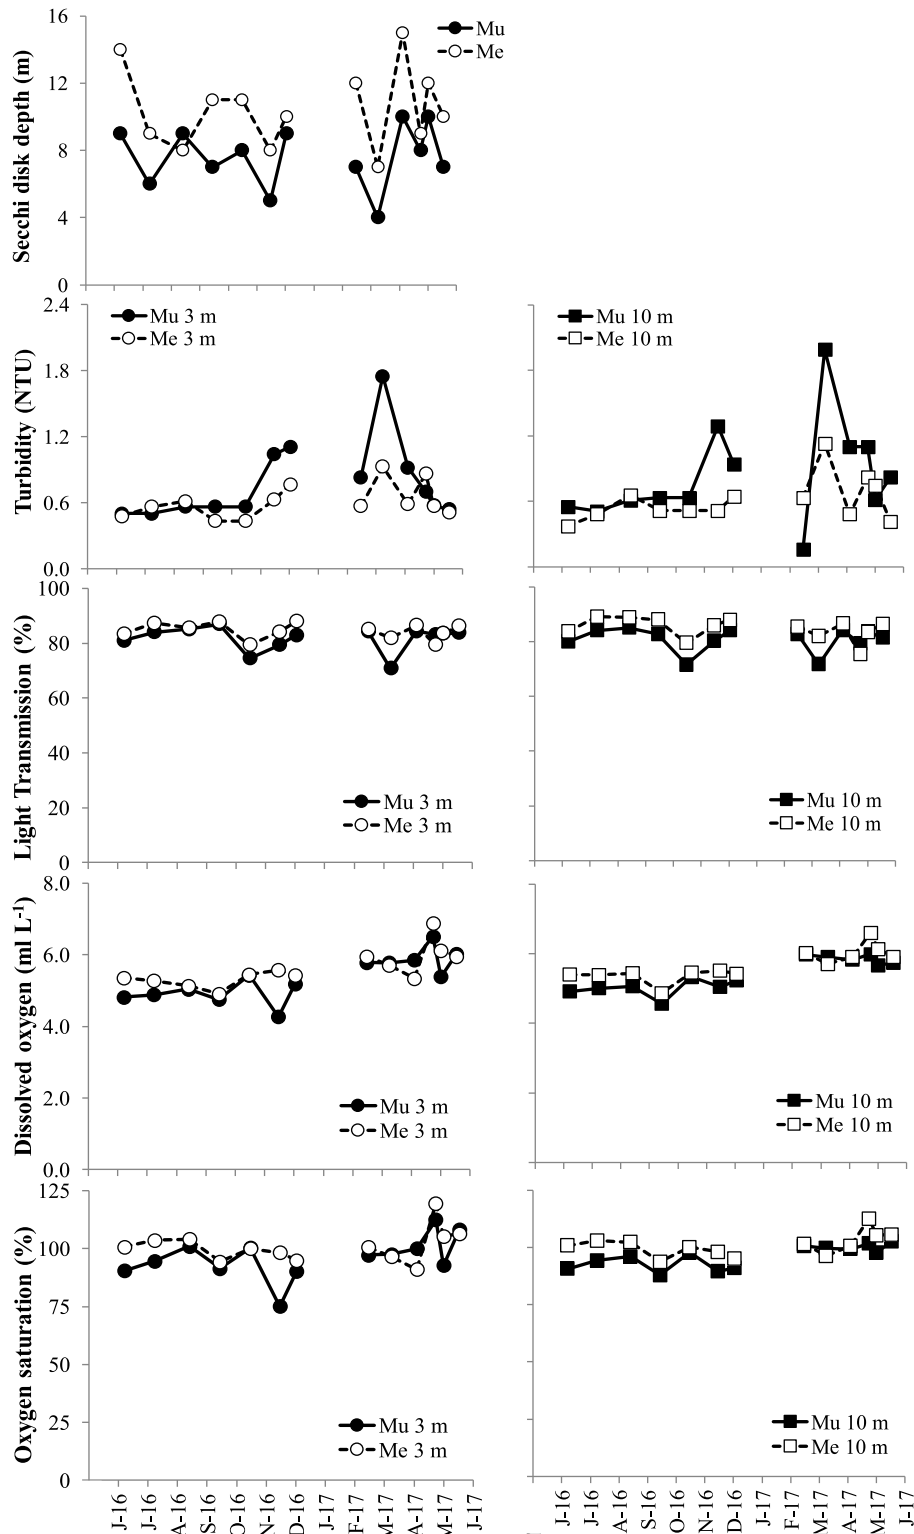 Secchi disk depth (m)
16
12
8
4
0
Mu
Me
Turbidity (NTU)
2.4
1.8
1.2
0.6
0.0
Mu 3 m
Me 3 m
Mu 10 m
Me 10 m
Light Transmission (%)
100
80
60
40
20
0
Mu 3 m
Me 3 m
Mu 10 m
Me 10 m
Dissolved oxygen (ml L⁻¹)
8.0
6.0
4.0
2.0
0.0
Mu 3 m
Me 3 m
Mu 10 m
Me 10 m
Oxygen saturation (%)
125
100
75
50
25
0
Mu 3 m
Me 3 m
Mu 10 m
Me 10 m
J-16
J-16
A-16
S-16
O-16
N-16
D-16
J-17
F-17
M-17
A-17
M-17
J-17
J-16
J-16
A-16
S-16
O-16
N-16
D-16
J-17
F-17
M-17
A-17
M-17
J-17